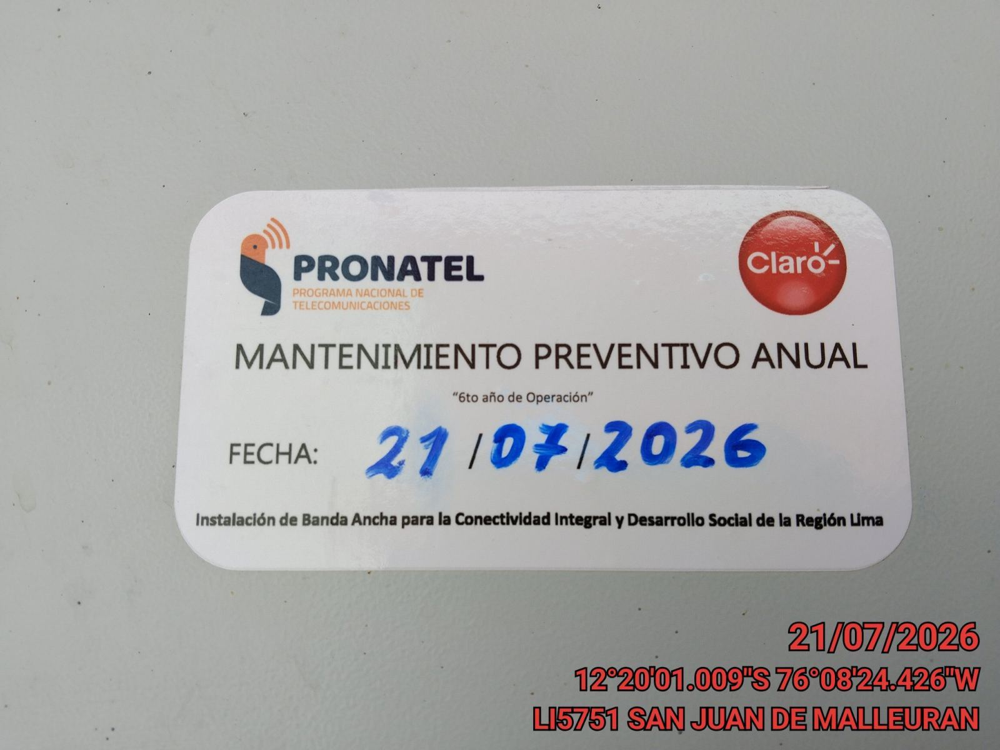 PRONATEL
PROGRAMA NACIONAL DE
TELECOMUNICACIONES
Claro
MANTENIMIENTO PREVENTIVO ANUAL
“6to año de Operación”
FECHA: 21/07/2026
Instalación de Banda Ancha para la Conectividad Integral y Desarrollo Social de la Región Lima
21/07/2026
12°20'01.009"S 76°08'24.426"W
LI5751 SAN JUAN DE MALLEURAN